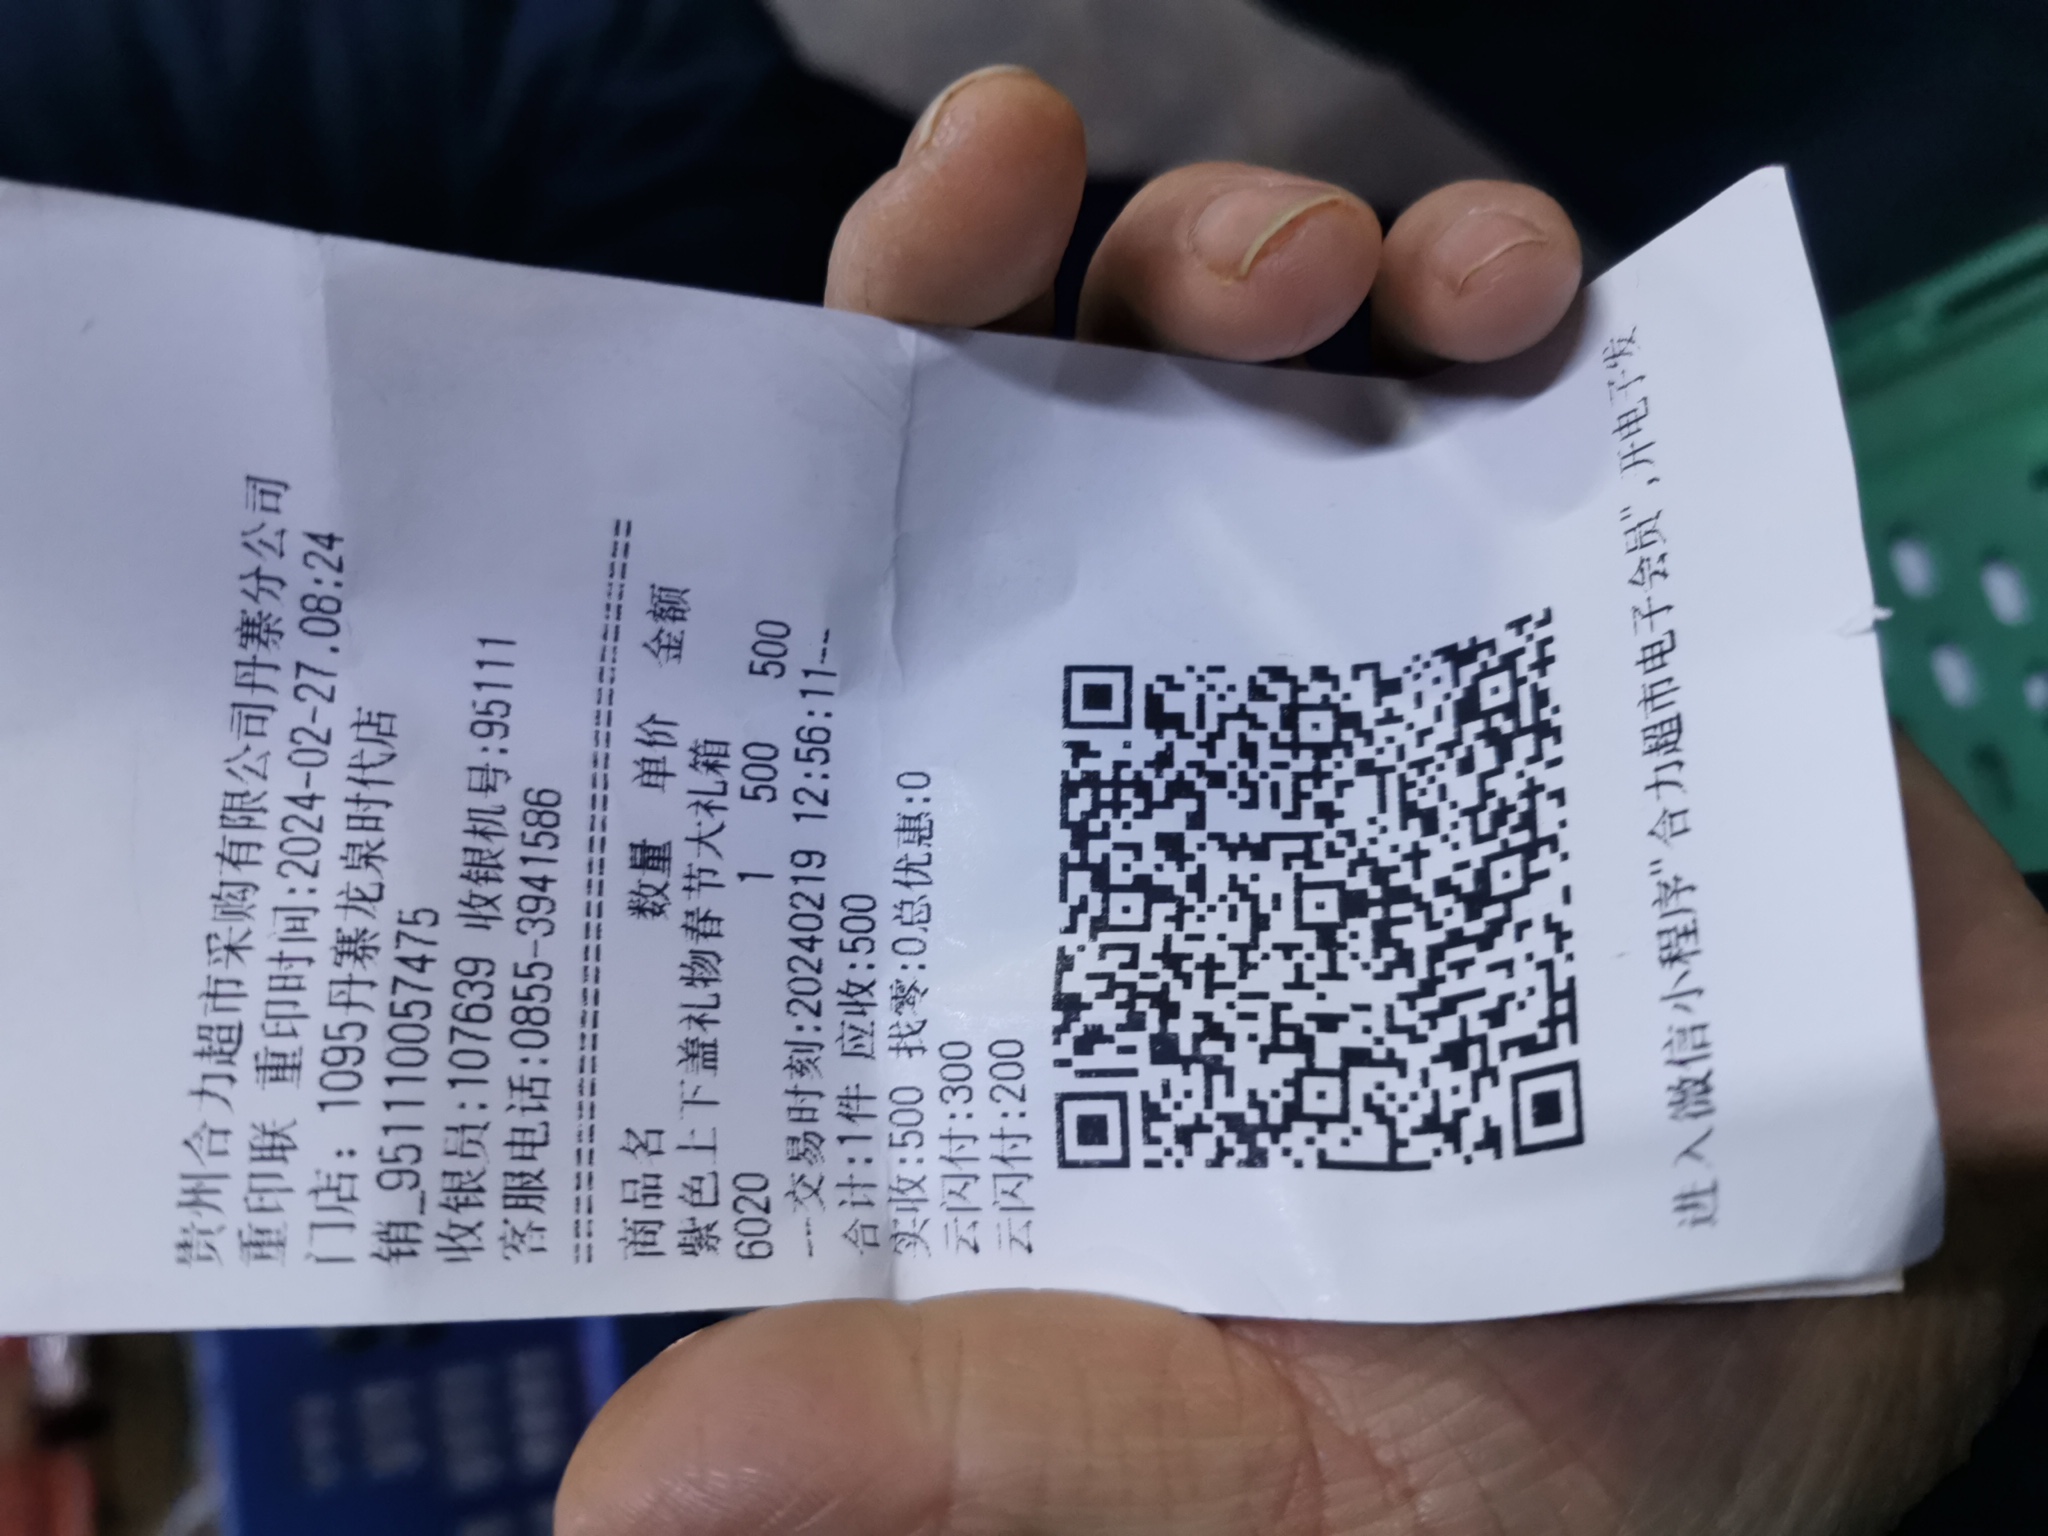 贵州合力超市采购有限公司丹寨分公司
重印联 重印时间:2024-02-27.08:24
门店: 1095丹寨龙泉时代店
销_951110057475
收银员:107639 收银机号:95111
客服电话:0855-3941586
商品名 数量 单价 金额
紫色上下盖礼物春节大礼箱
6020 1 500 500
---交易时刻:20240219 12:56:11---
合计:1件 应收:500
实收:500 找零:0总优惠:0
云闪付:300
云闪付:200
进入微信小程序"合力超市电子会员",开电子发